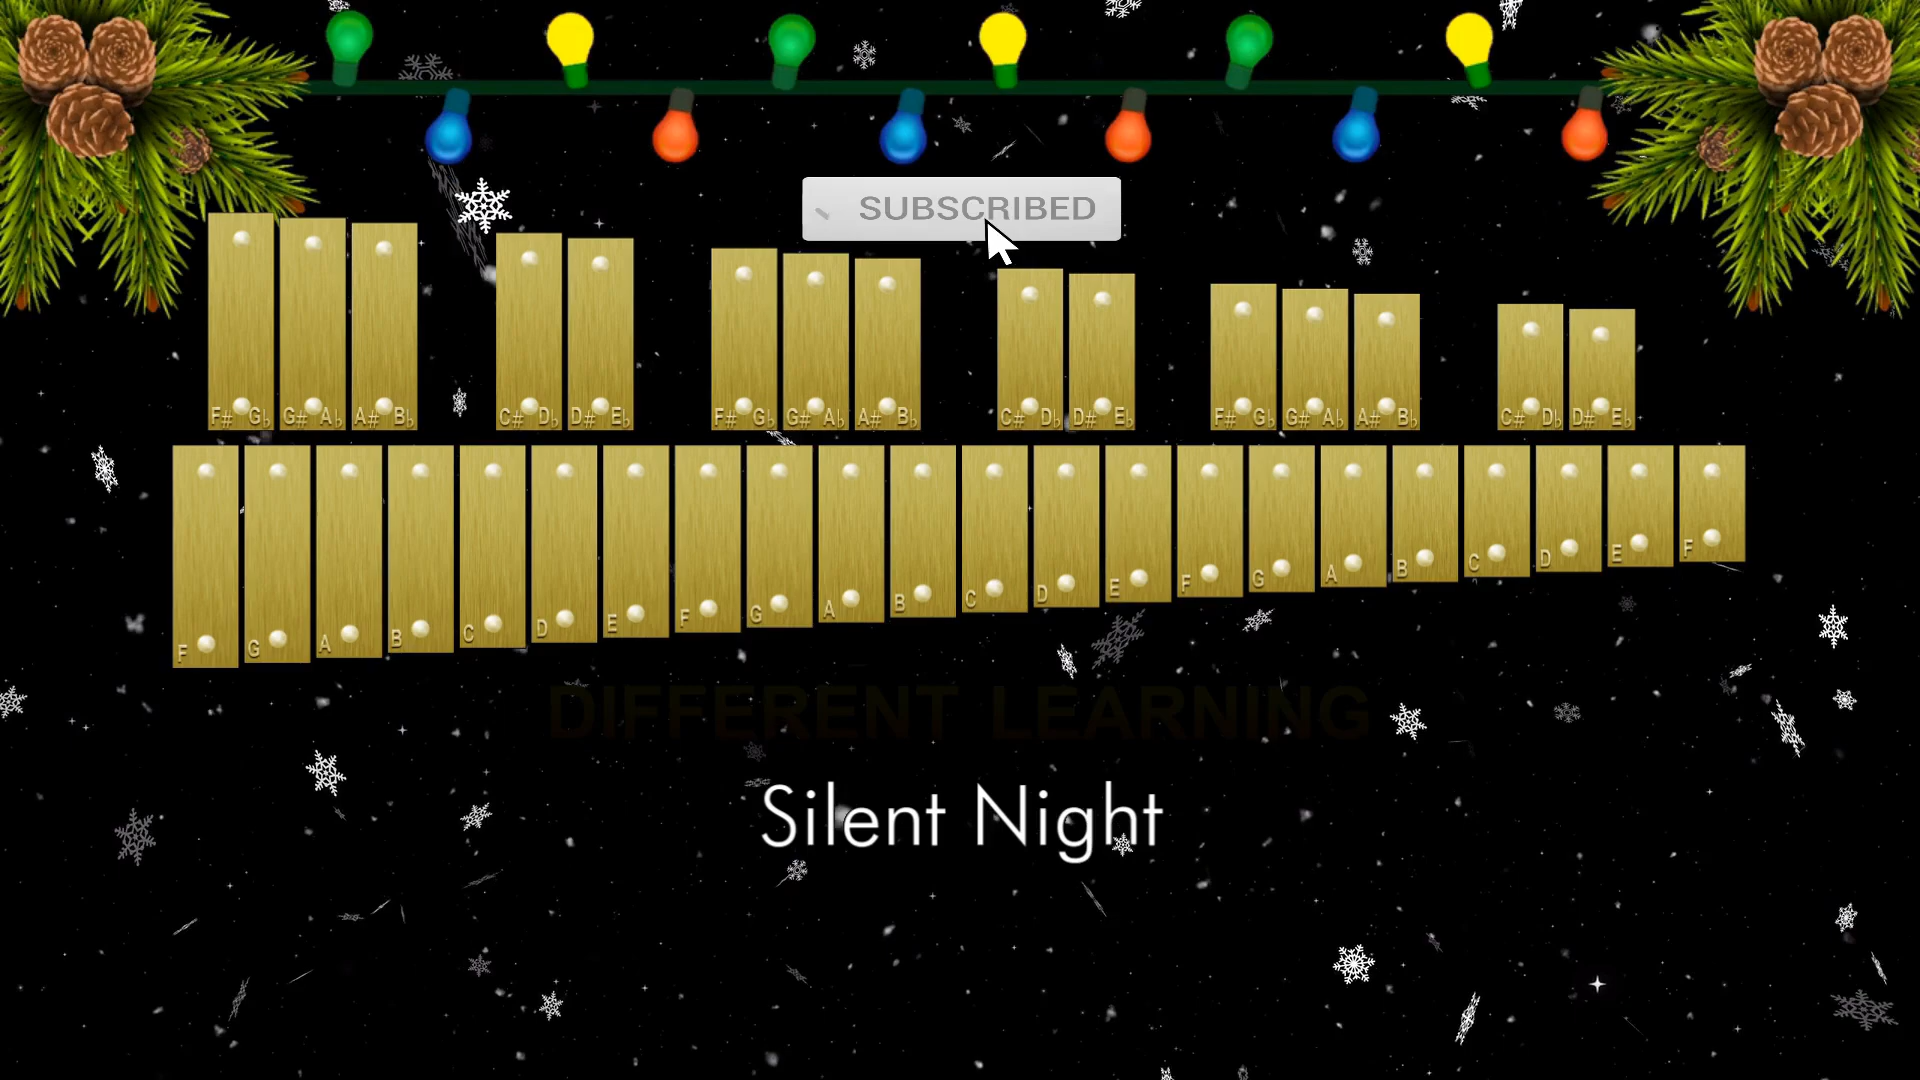 SUBSCRIBED
F# G♭ G# A♭ A# B♭ C# D♭ D# E♭ F# G♭ G# A♭ A# B♭ C# D♭ D# E♭ F# G♭ G# A♭ A# B♭ C# D♭ D# E♭
F G A B C D E F G A B C D E F G A B C D E F
DIFFERENT LEARNING
Silent Night